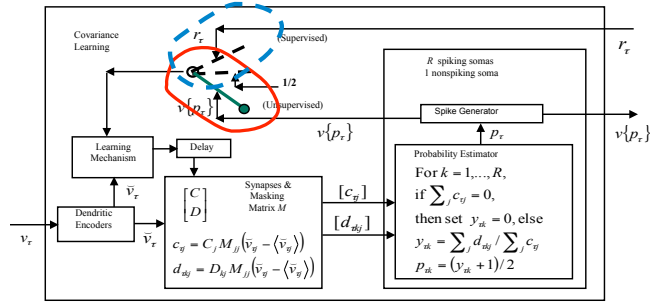 Covariance
Learning
r_τ
(Supervised)
r_τ
R spiking somas
1 nonspiking soma
1/2
v{p_τ}
(Unsupervised)
Spike Generator
v{p_τ}
v{p_τ}
p_τ
Learning
Mechanism
Delay
Probability Estimator
For k = 1,...,R,
if ∑_j c_τj = 0,
then set y_τk = 0, else
y_τk = ∑_j d_τkj / ∑_j c_τj
p_τk = (y_τk + 1)/2
Synapses &
Masking
Matrix M
[C
D]
[c_τj]
[d_τkj]
v̄_τ
Dendritic
Encoders
v_τ
v̄_τ
c_τj = C_j M_jj (v̄_τj − ⟨v̄_τj⟩)
d_τkj = D_kj M_jj (v̄_τj − ⟨v̄_τj⟩)